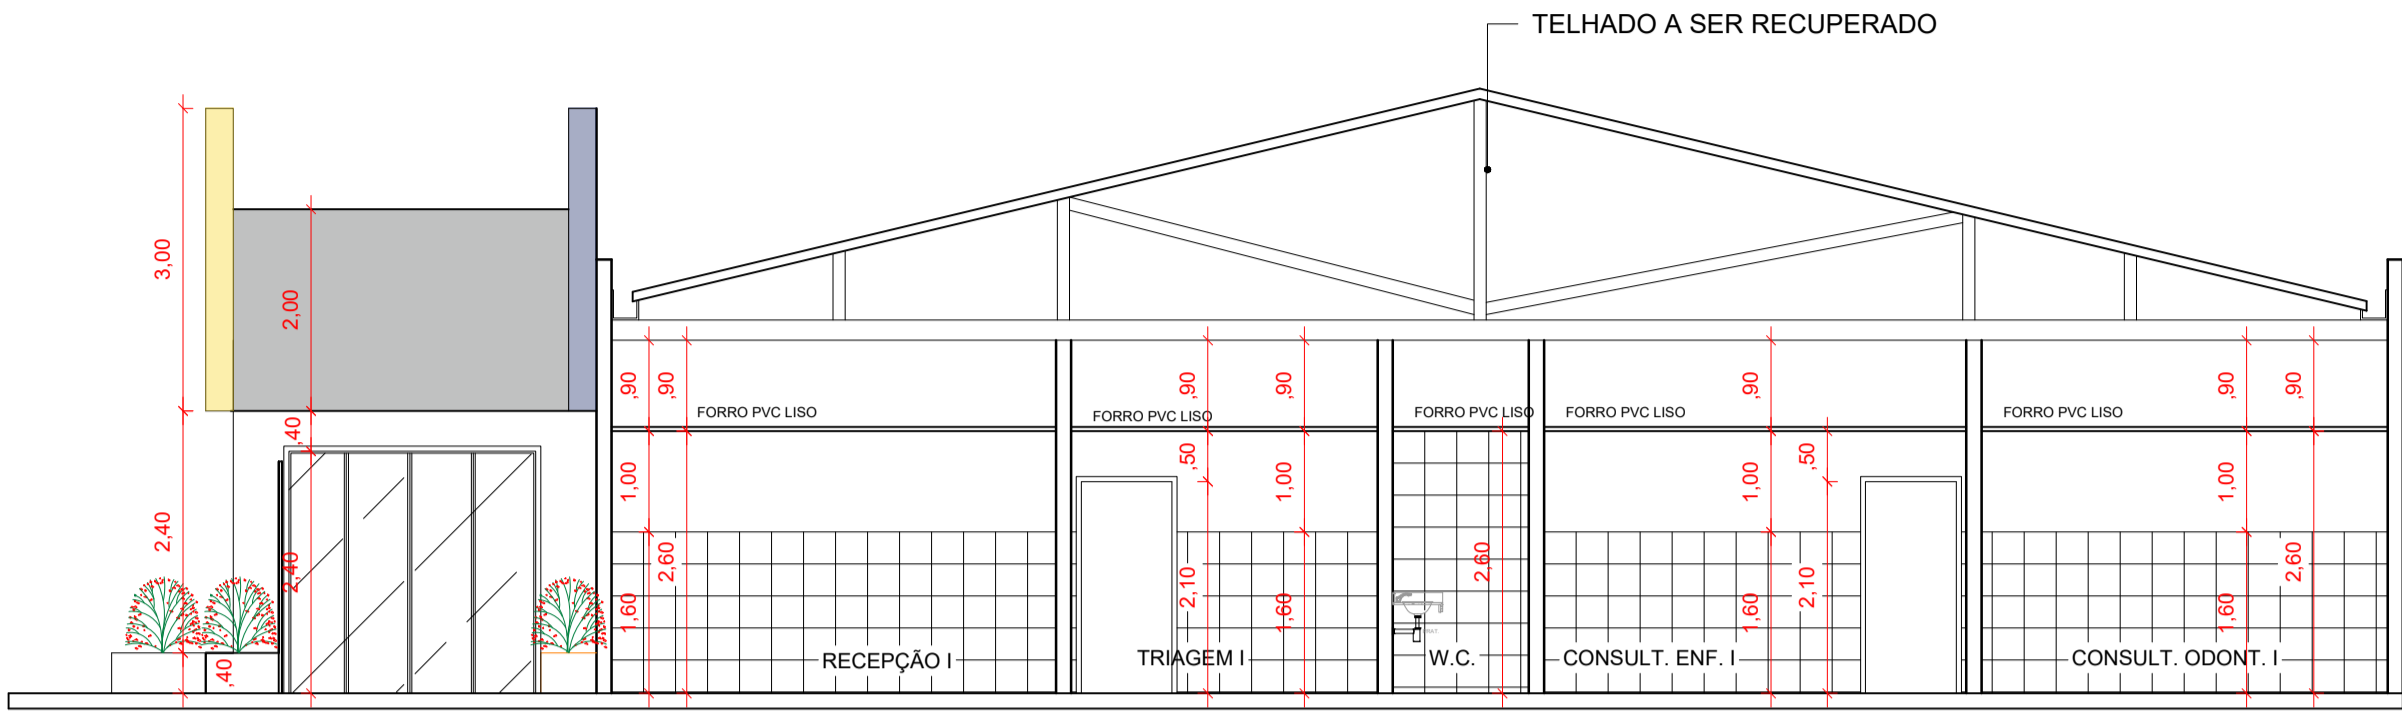 TELHADO A SER RECUPERADO
3,00
2,00
,90
,90
,90
,90
,90
,90
,90
FORRO PVC LISO
FORRO PVC LISO
FORRO PVC LISO
FORRO PVC LISO
FORRO PVC LISO
,40
,50
,50
1,00
1,00
1,00
1,00
2,40
2,40
2,60
2,60
2,60
2,10
2,10
1,60
1,60
1,60
1,60
,40
RECEPÇÃO I
TRIAGEM I
W.C.
CONSULT. ENF. I
CONSULT. ODONT. I